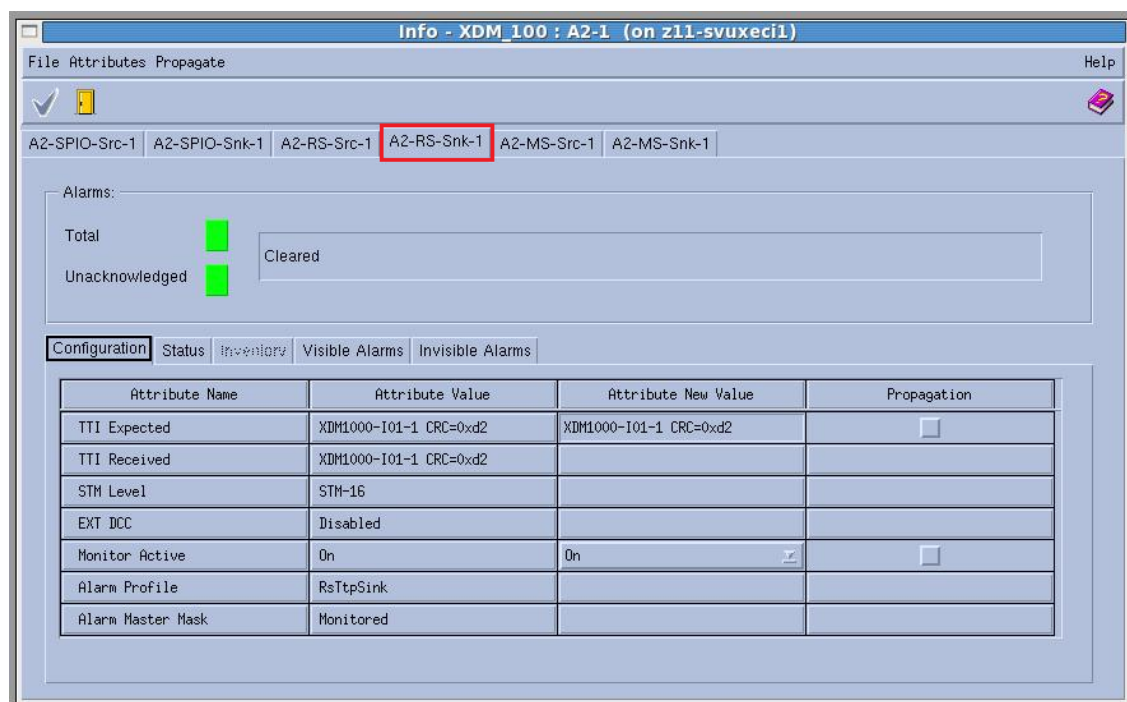 Info - XDM_100 : A2-1 (on z11-svuxeci1)
File Attributes Propagate Help
A2-SPIO-Src-1 A2-SPIO-Snk-1 A2-RS-Src-1 A2-RS-Snk-1 A2-MS-Src-1 A2-MS-Snk-1
Alarms:
Total
Cleared
Unacknowledged
Configuration Status Inventory Visible Alarms Invisible Alarms
Attribute Name Attribute Value Attribute New Value Propagation
TTI Expected XDM1000-I01-1 CRC=0xd2 XDM1000-I01-1 CRC=0xd2
TTI Received XDM1000-I01-1 CRC=0xd2
STM Level STM-16
EXT DCC Disabled
Monitor Active On On
Alarm Profile RsTtpSink
Alarm Master Mask Monitored